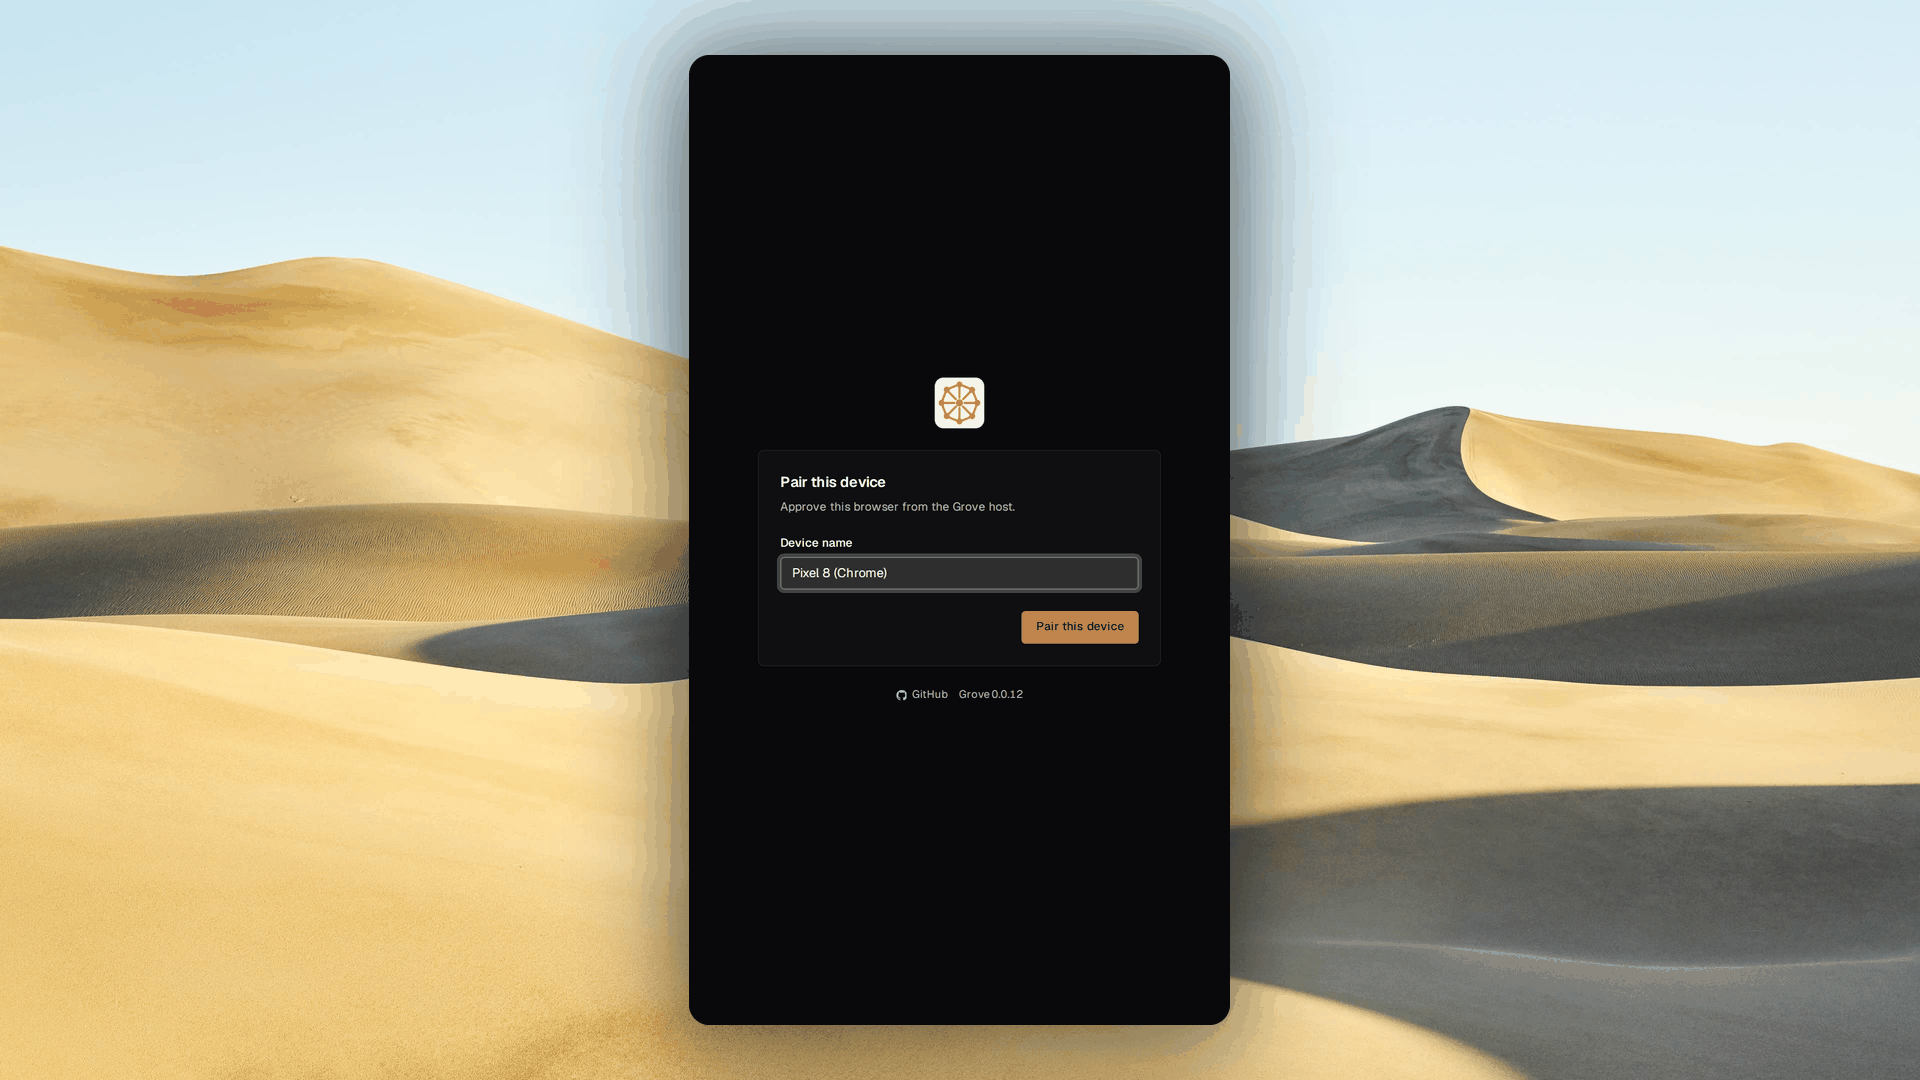 Pair this device
Approve this browser from the Grove host.
Device name
Pixel 8 (Chrome)
Pair this device
GitHub Grove 0.0.12